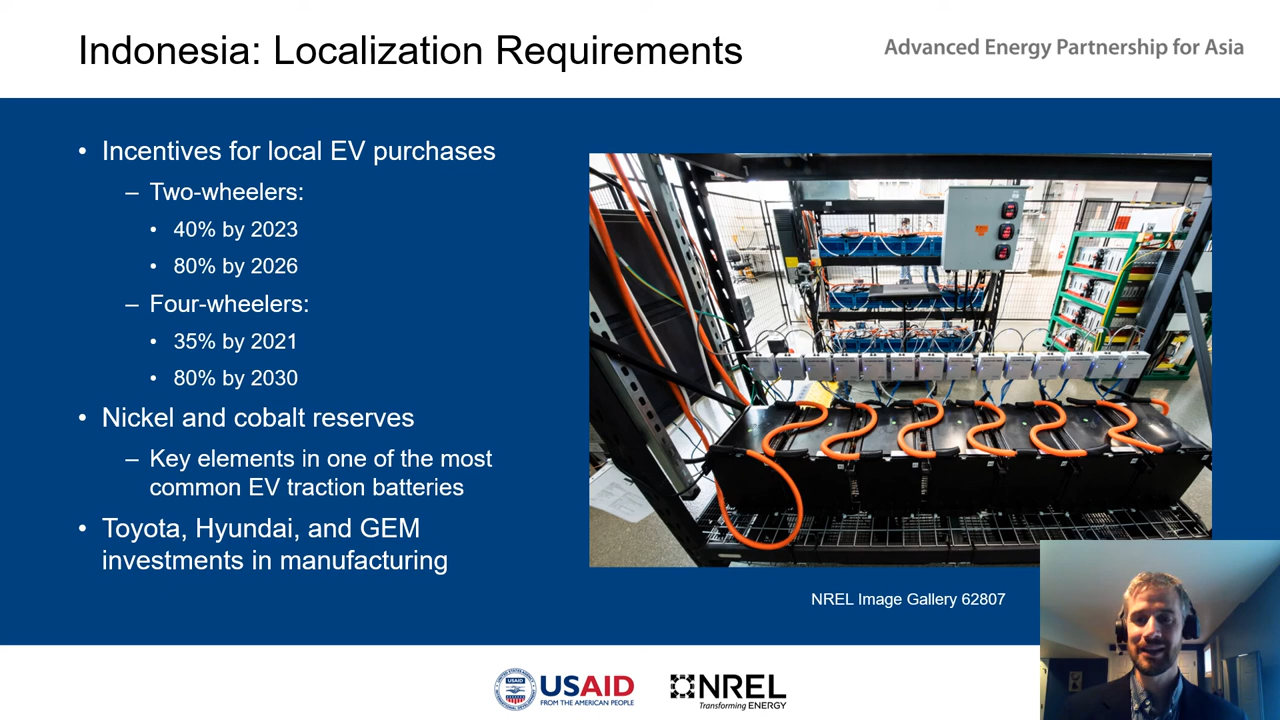 Indonesia: Localization Requirements
Advanced Energy Partnership for Asia
• Incentives for local EV purchases
– Two-wheelers:
• 40% by 2023
• 80% by 2026
– Four-wheelers:
• 35% by 2021
• 80% by 2030
• Nickel and cobalt reserves
– Key elements in one of the most
common EV traction batteries
• Toyota, Hyundai, and GEM
investments in manufacturing
NREL Image Gallery 62807
USAID
USAID
FROM THE AMERICAN PEOPLE
NREL
Transforming ENERGY